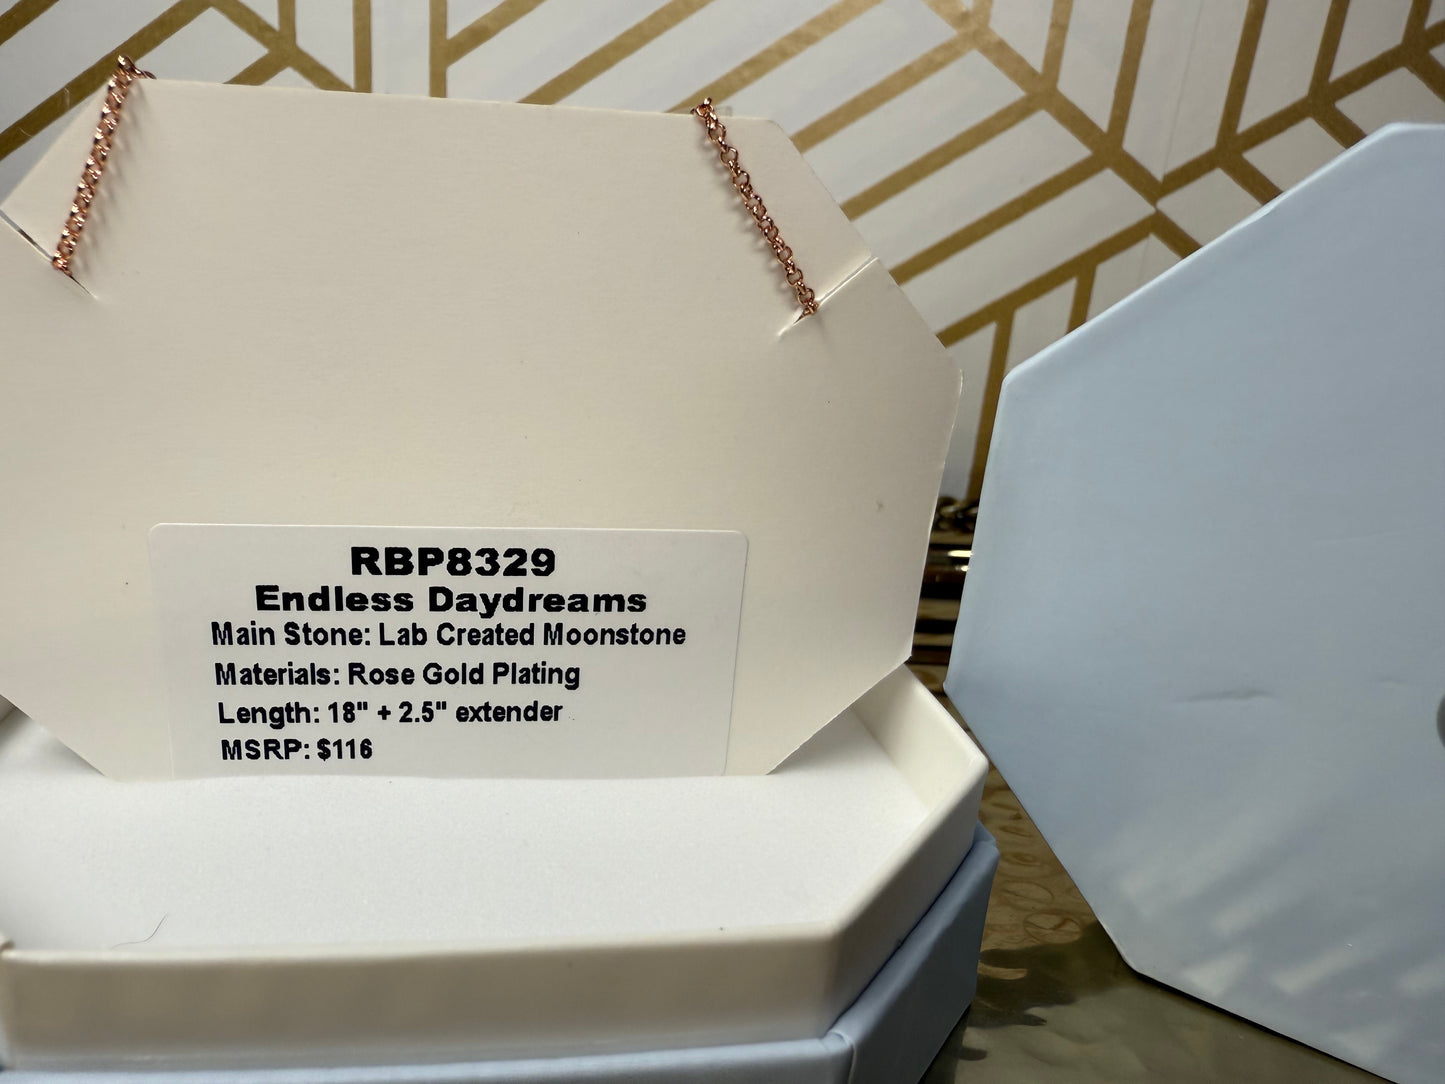 RBP8329
Endless Daydreams
Main Stone: Lab Created Moonstone
Materials: Rose Gold Plating
Length: 18" + 2.5" extender
MSRP: $116